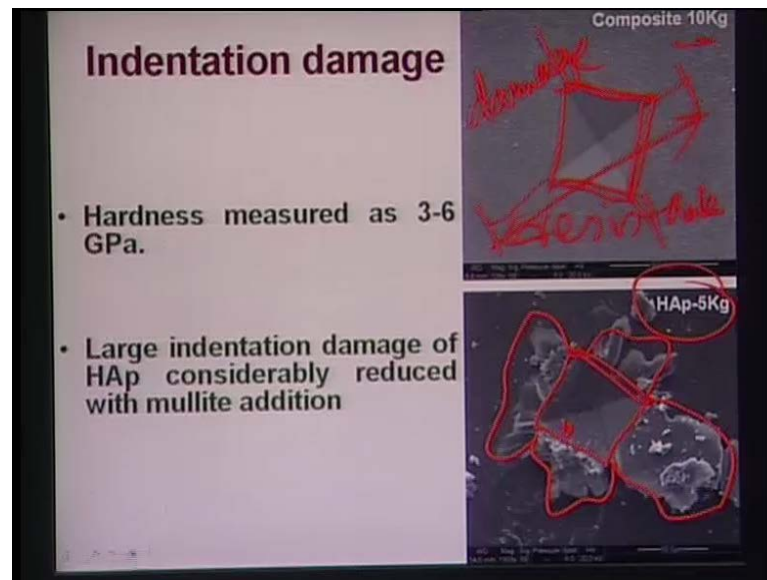 Indentation damage
Composite 10Kg
damage
• Hardness measured as 3-6
GPa.
HAp-5Kg
• Large indentation damage of
HAp considerably reduced
with mullite addition